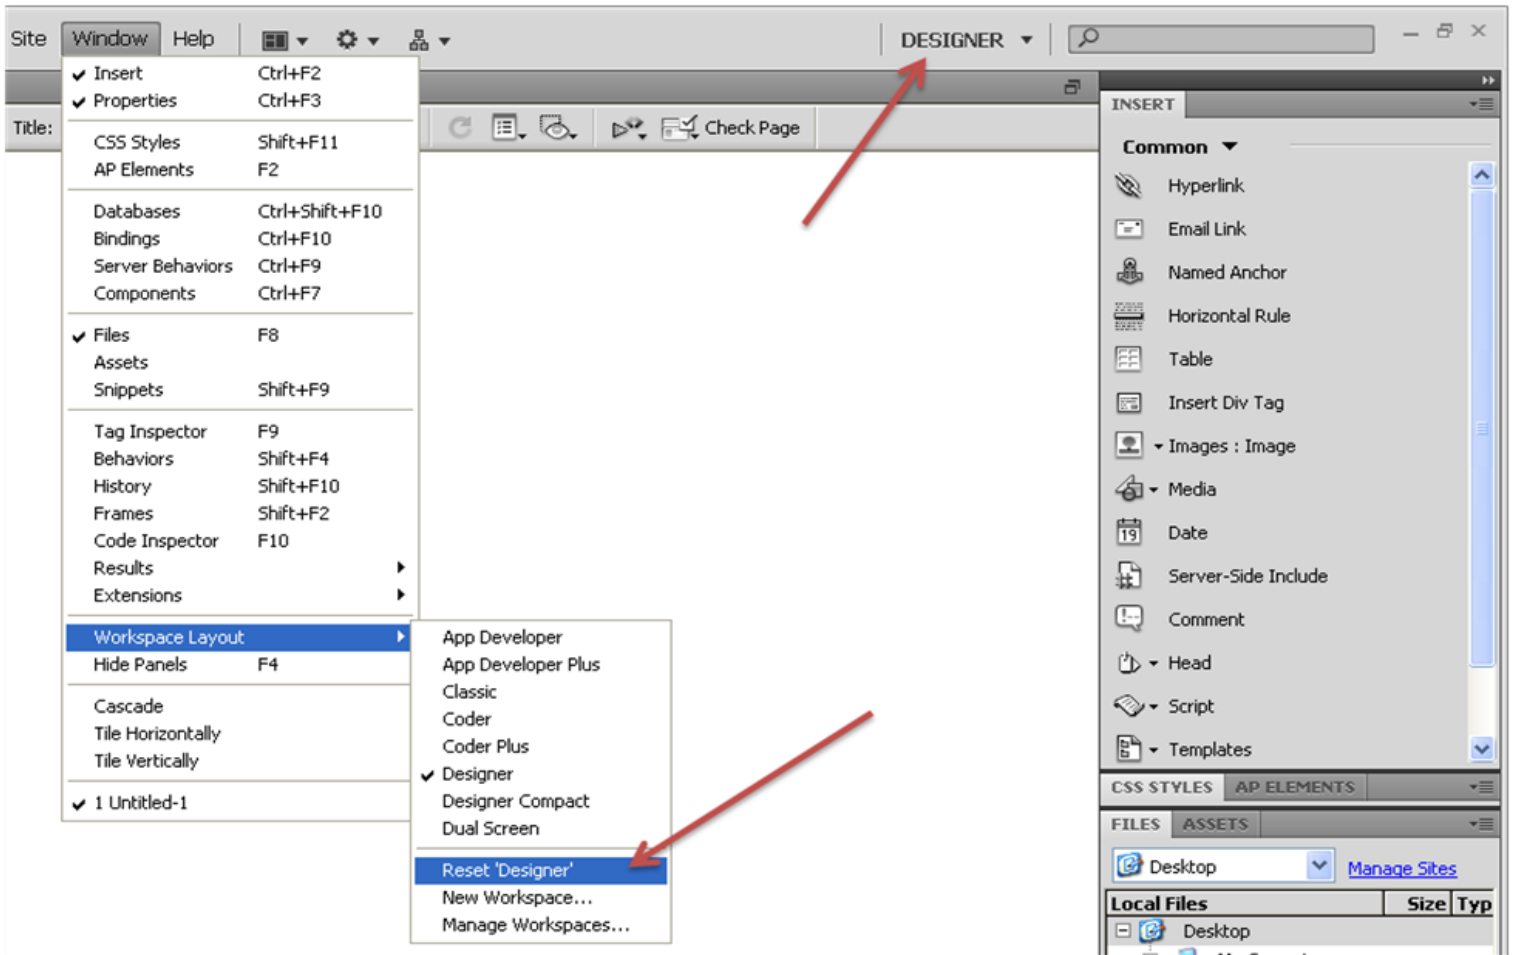 Site Window Help DESIGNER
Insert Ctrl+F2
Properties Ctrl+F3
Title: Check Page
CSS Styles Shift+F11
AP Elements F2
Databases Ctrl+Shift+F10
Bindings Ctrl+F10
Server Behaviors Ctrl+F9
Components Ctrl+F7
Files F8
Assets
Snippets Shift+F9
Tag Inspector F9
Behaviors Shift+F4
History Shift+F10
Frames Shift+F2
Code Inspector F10
Results
Extensions
Workspace Layout
Hide Panels F4
Cascade
Tile Horizontally
Tile Vertically
1 Untitled-1
App Developer
App Developer Plus
Classic
Coder
Coder Plus
Designer
Designer Compact
Dual Screen
Reset 'Designer'
New Workspace...
Manage Workspaces...
INSERT
Common
Hyperlink
Email Link
Named Anchor
Horizontal Rule
Table
Insert Div Tag
Images : Image
Media
19 Date
Server-Side Include
Comment
Head
Script
Templates
CSS STYLES AP ELEMENTS
FILES ASSETS
Desktop Manage Sites
Local Files Size Typ
Desktop